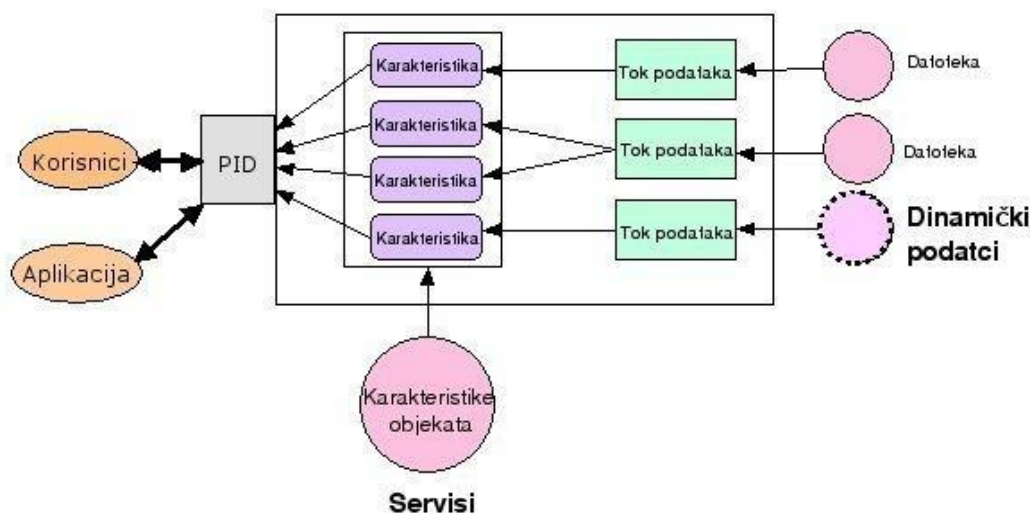 Karakteristika
Tok podataka
Datoteka
Karakteristika
Korisnici
PID
Tok podataka
Datoteka
Karakteristika
Karakteristika
Tok podataka
Dinamički
podatci
Aplikacija
Karakteristike
objekata
Servisi